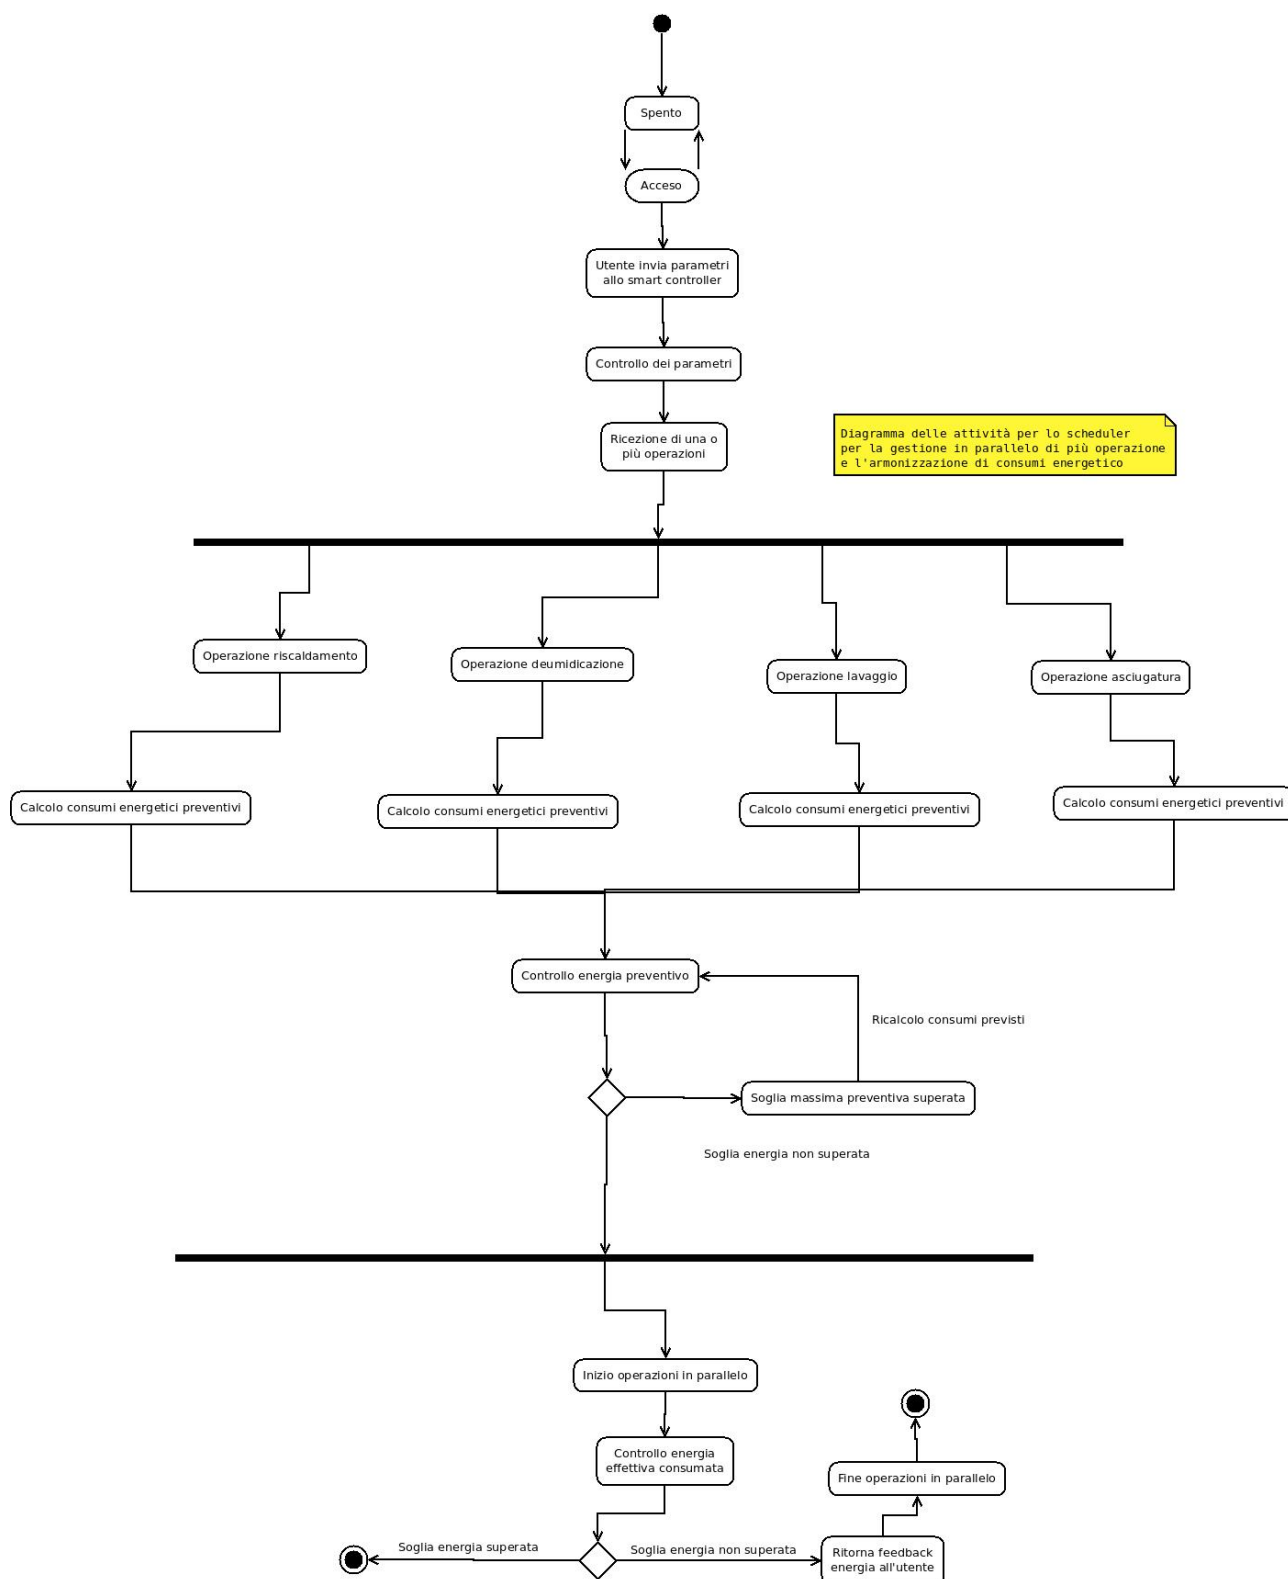 Spento
Acceso
Utente invia parametri
allo smart controller
Controllo dei parametri
Ricezione di una o
più operazioni
Diagramma delle attività per lo scheduler
per la gestione in parallelo di più operazione
e l'armonizzazione di consumi energetico
Operazione riscaldamento
Operazione deumidicazione
Operazione lavaggio
Operazione asciugatura
Calcolo consumi energetici preventivi
Calcolo consumi energetici preventivi
Calcolo consumi energetici preventivi
Calcolo consumi energetici preventivi
Controllo energia preventivo
Ricalcolo consumi previsti
Soglia massima preventiva superata
Soglia energia non superata
Inizio operazioni in parallelo
Controllo energia
effettiva consumata
Fine operazioni in parallelo
Soglia energia superata
Soglia energia non superata
Ritorna feedback
energia all'utente